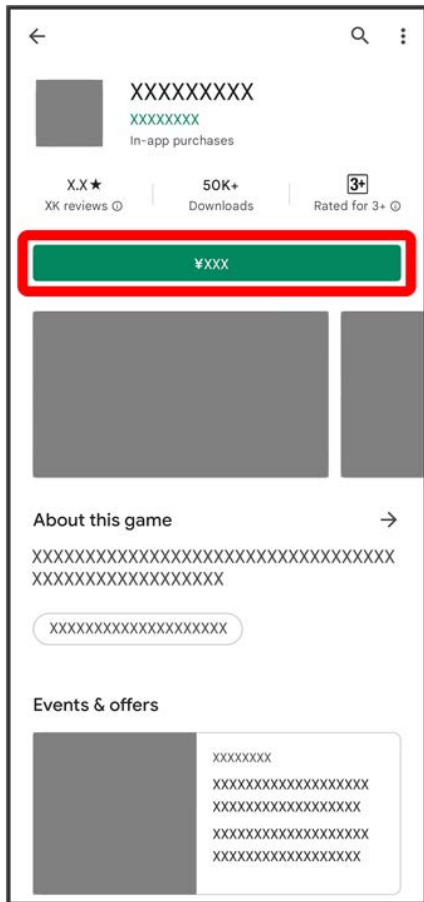 XXXXXXXXX
XXXXXXXX
In-app purchases
X.X★ 50K+ 3+
XK reviews ⓘ Downloads Rated for 3+ ⓘ
¥XXX
About this game →
XXXXXXXXXXXXXXXXXXXXXXXXXXXXXXXXXX
XXXXXXXXXXXXXXXXXX
XXXXXXXXXXXXXXXXXXXX
Events & offers
XXXXXXXX
XXXXXXXXXXXXXXXXXXX
XXXXXXXXXXXXXXXXXX
XXXXXXXXXXXXXXXXXXX
XXXXXXXXXXXXXXXXXX